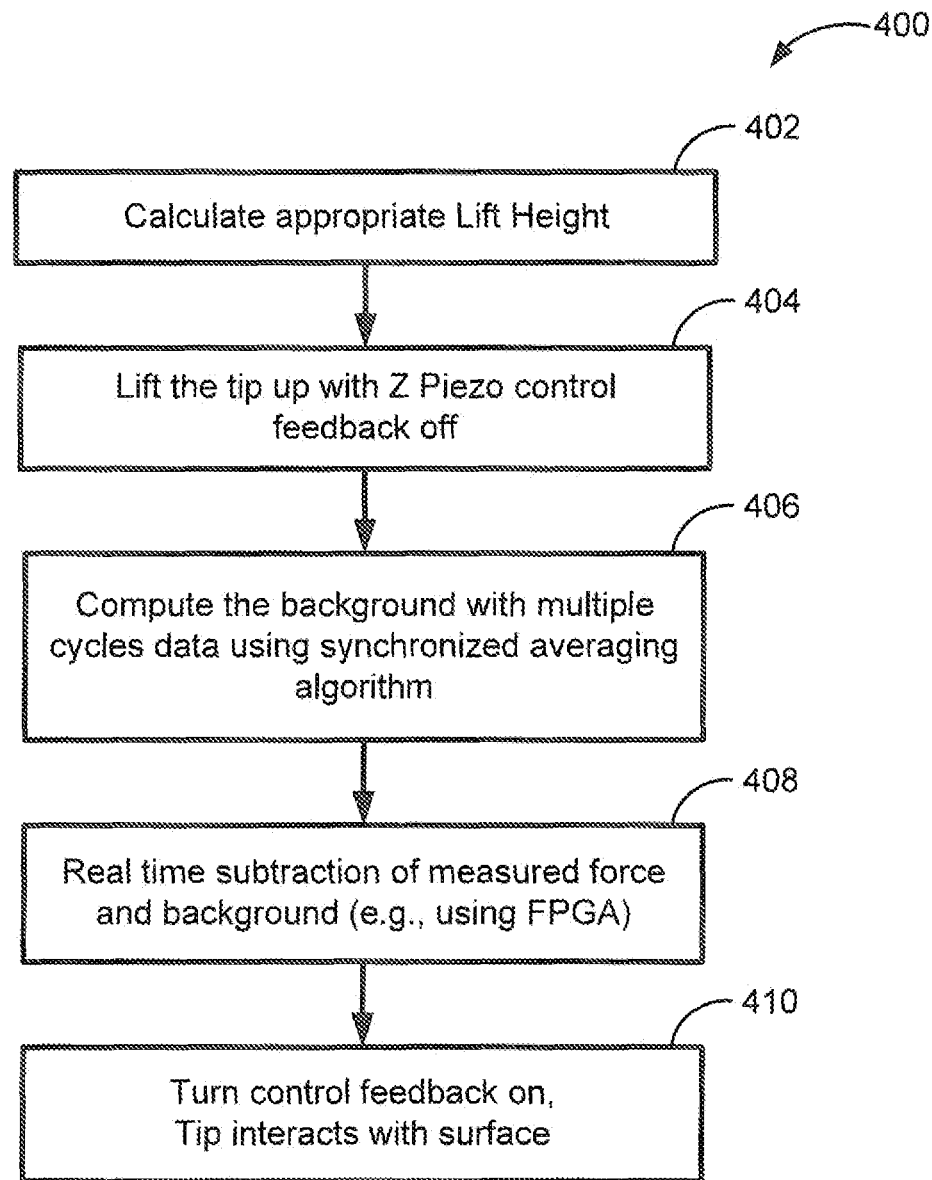 400
402
Calculate appropriate Lift Height
404
Lift the tip up with Z Piezo control
feedback off
406
Compute the background with multiple
cycles data using synchronized averaging
algorithm
408
Real time subtraction of measured force
and background (e.g., using FPGA)
410
Turn control feedback on,
Tip interacts with surface